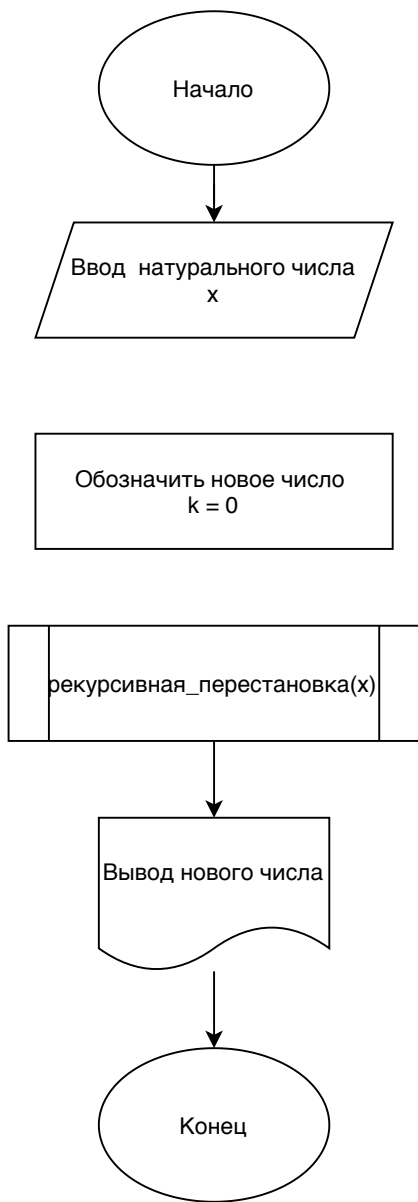 Начало
Ввод натурального числа
x
Обозначить новое число
k = 0
рекурсивная_перестановка(x)
Вывод нового числа
Конец